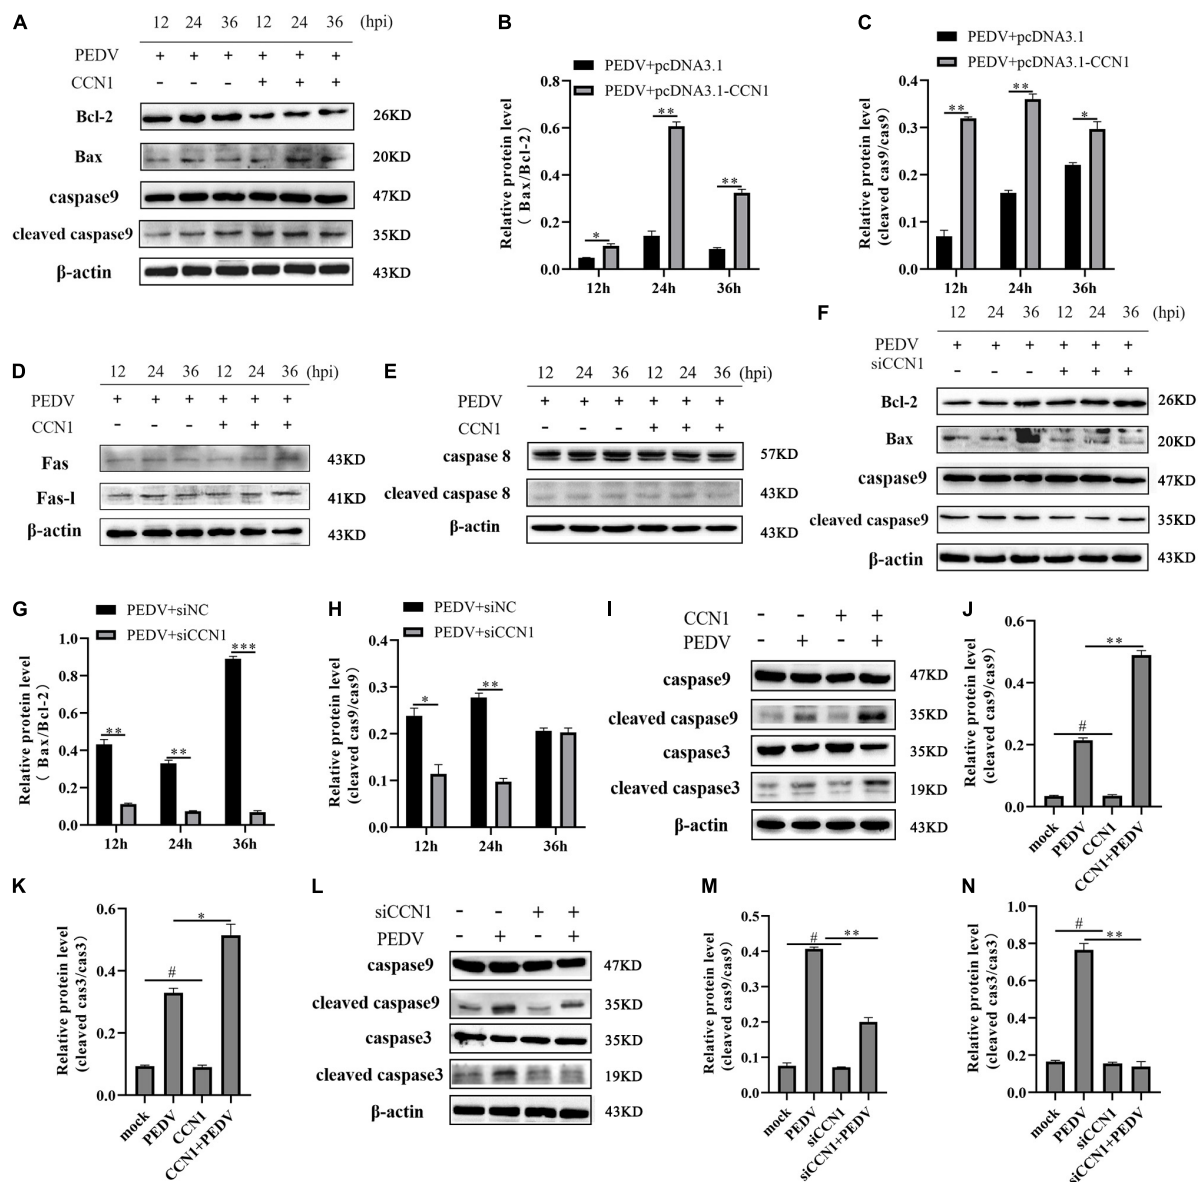 A
12 24 36 12 24 36 (hpi)
PEDV + + + + + +
CCN1 - - - + + +
Bcl-2 26KD
Bax 20KD
caspase9 47KD
cleaved caspase9 35KD
β-actin 43KD
B
PEDV+pcDNA3.1
PEDV+pcDNA3.1-CCN1
Relative protein level
( Bax/Bcl-2)
0.8
0.6
0.4
0.2
0.0
* ** **
12h 24h 36h
C
PEDV+pcDNA3.1
PEDV+pcDNA3.1-CCN1
Relative protein level
(cleaved cas9/cas9)
0.4
0.3
0.2
0.1
0.0
** ** *
12h 24h 36h
D
12 24 36 12 24 36 (hpi)
PEDV + + + + + +
CCN1 - - - + + +
Fas 43KD
Fas-l 41KD
β-actin 43KD
E
12 24 36 12 24 36 (hpi)
PEDV + + + + + +
CCN1 - - - + + +
caspase 8 57KD
cleaved caspase 8 43KD
β-actin 43KD
F
12 24 36 12 24 36 (hpi)
PEDV + + + + + +
siCCN1 - - - + + +
Bcl-2 26KD
Bax 20KD
caspase9 47KD
cleaved caspase9 35KD
β-actin 43KD
G
PEDV+siNC
PEDV+siCCN1
Relative protein level
( Bax/Bcl-2)
1.0
0.8
0.6
0.4
0.2
0.0
** ** ***
12h 24h 36h
H
PEDV+siNC
PEDV+siCCN1
Relative protein level
(cleaved cas9/cas9)
0.4
0.3
0.2
0.1
0.0
* **
12h 24h 36h
I
CCN1 - - + +
PEDV - + - +
caspase9 47KD
cleaved caspase9 35KD
caspase3 35KD
cleaved caspase3 19KD
β-actin 43KD
J
Relative protein level
(cleaved cas9/cas9)
0.6
0.4
0.2
0.0
# **
mock PEDV CCN1 CCN1+PEDV
K
Relative protein level
(cleaved cas3/cas3)
0.6
0.4
0.2
0.0
# *
mock PEDV CCN1 CCN1+PEDV
L
siCCN1 - - + +
PEDV - + - +
caspase9 47KD
cleaved caspase9 35KD
caspase3 35KD
cleaved caspase3 19KD
β-actin 43KD
M
Relative protein level
(cleaved cas9/cas9)
0.5
0.4
0.3
0.2
0.1
0.0
# **
mock PEDV siCCN1 siCCN1+PEDV
N
Relative protein level
(cleaved cas3/cas3)
1.0
0.8
0.6
0.4
0.2
0.0
# **
mock PEDV siCCN1 siCCN1+PEDV